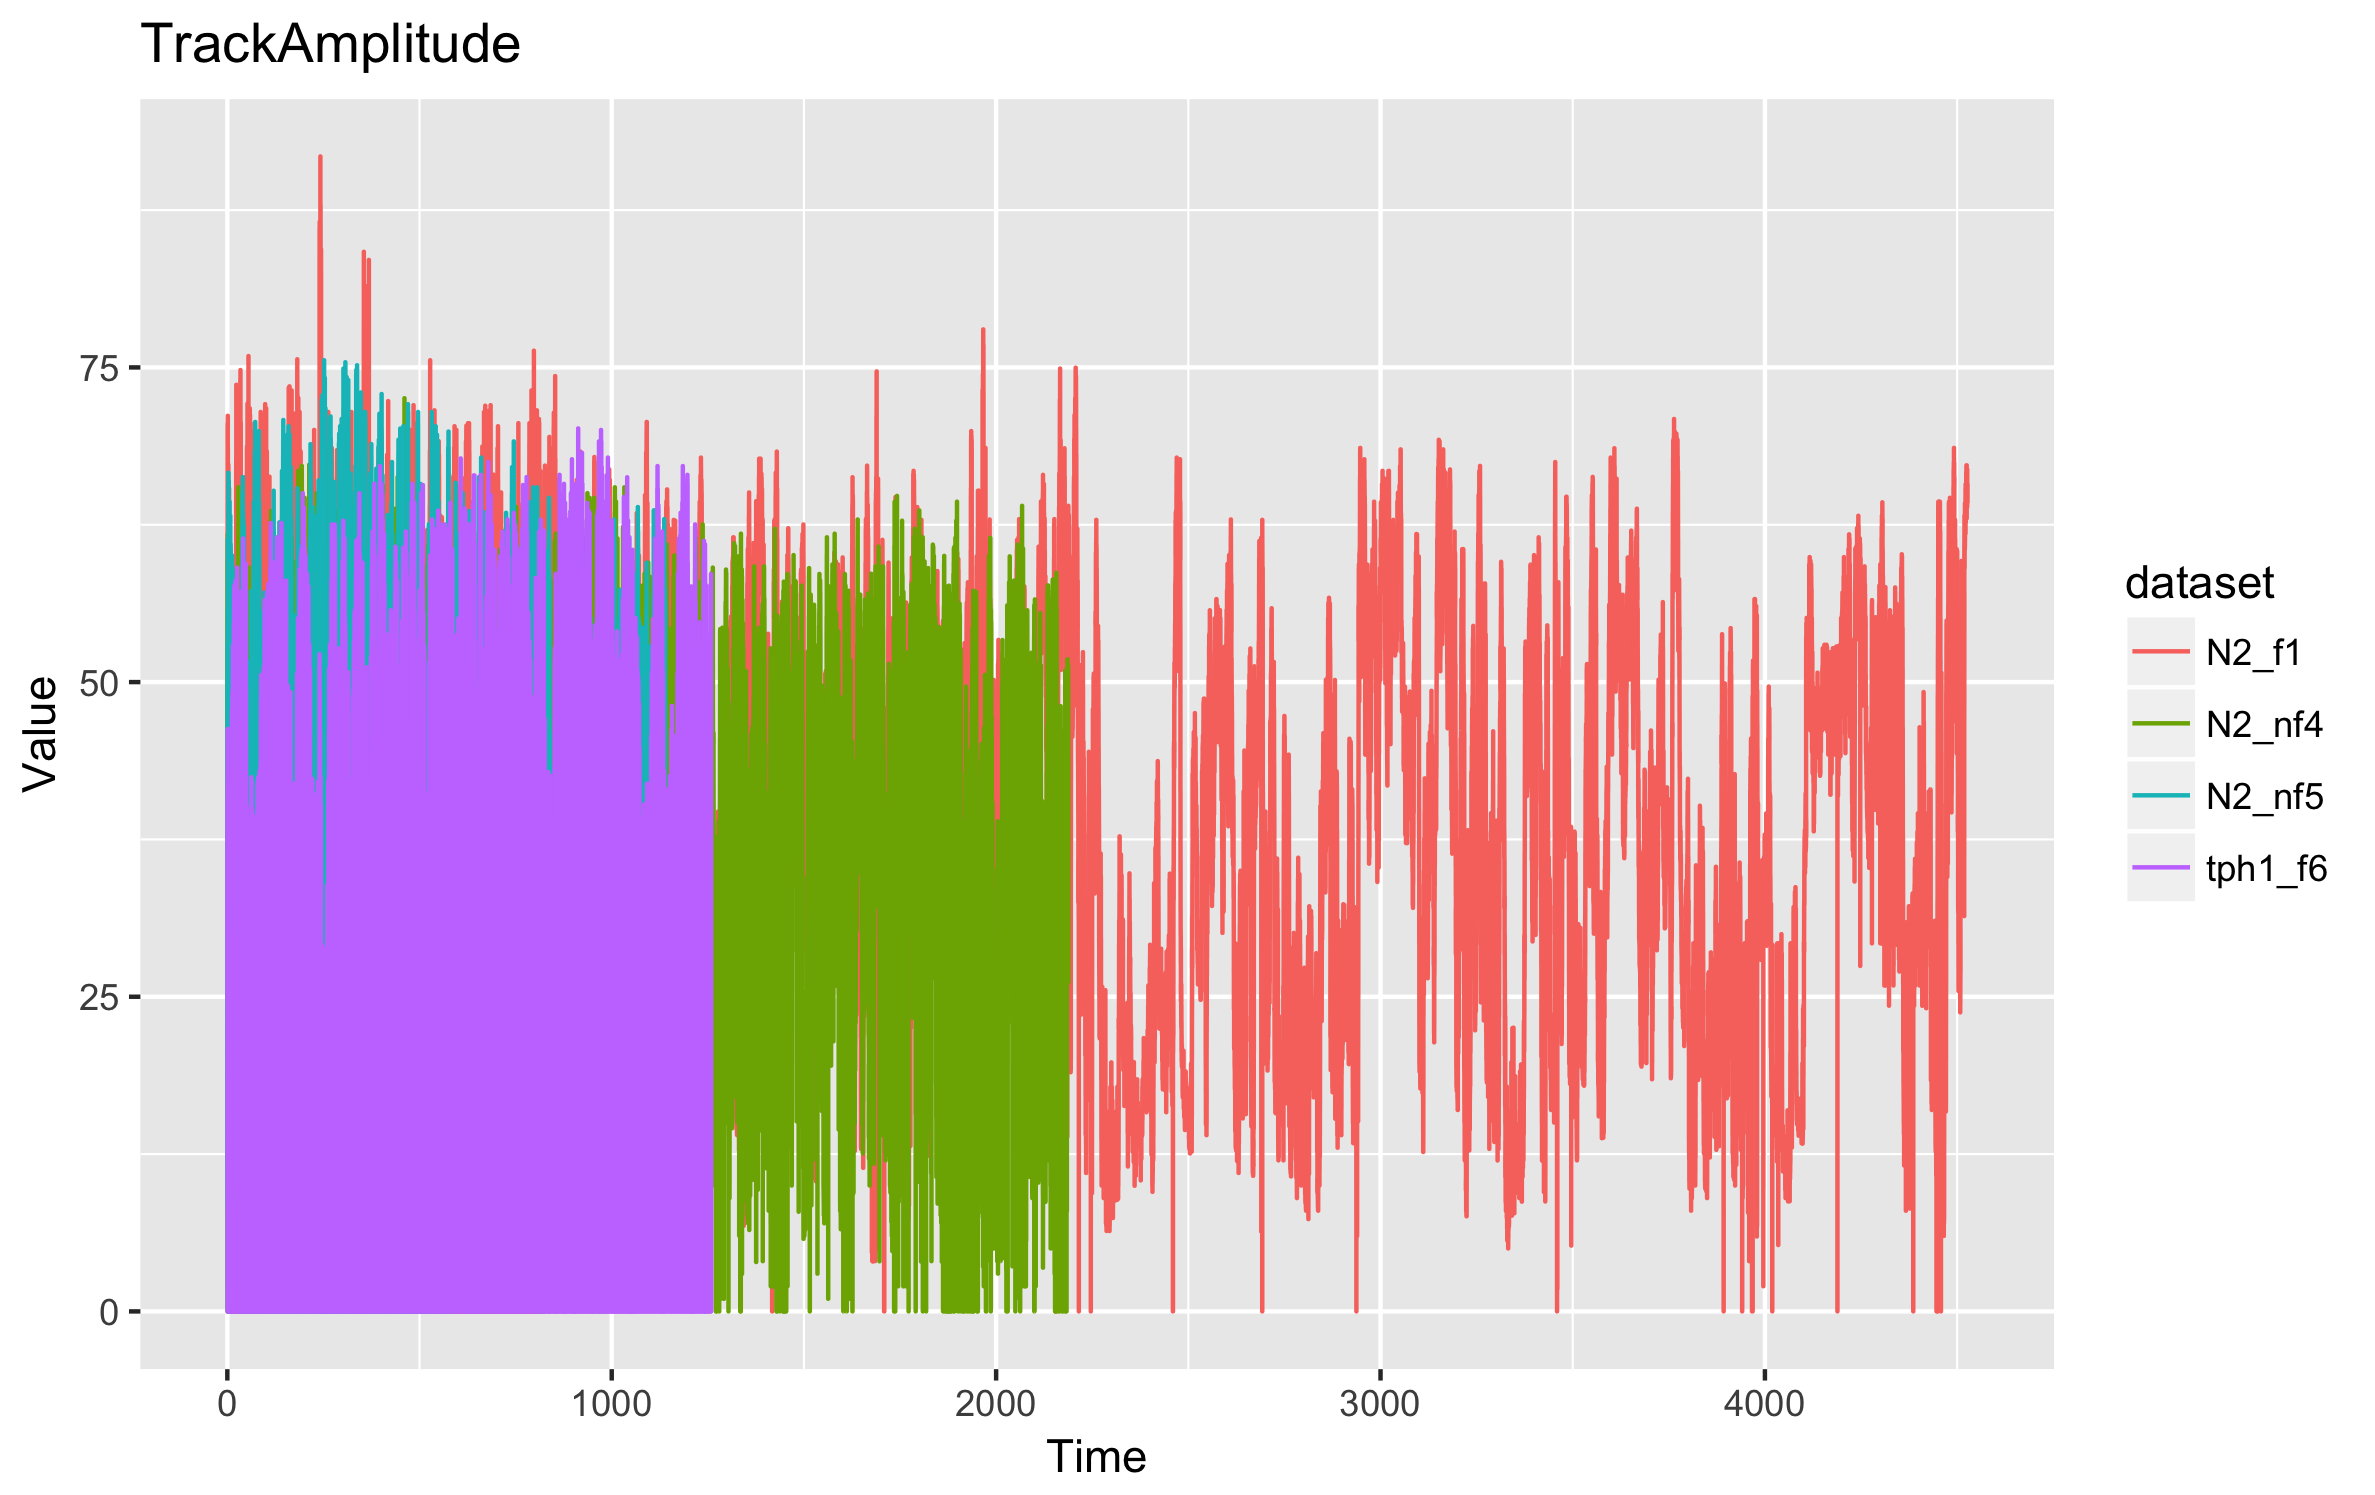 TrackAmplitude
Value
75
50
25
0
0 1000 2000 3000 4000
Time
dataset
N2_f1
N2_nf4
N2_nf5
tph1_f6